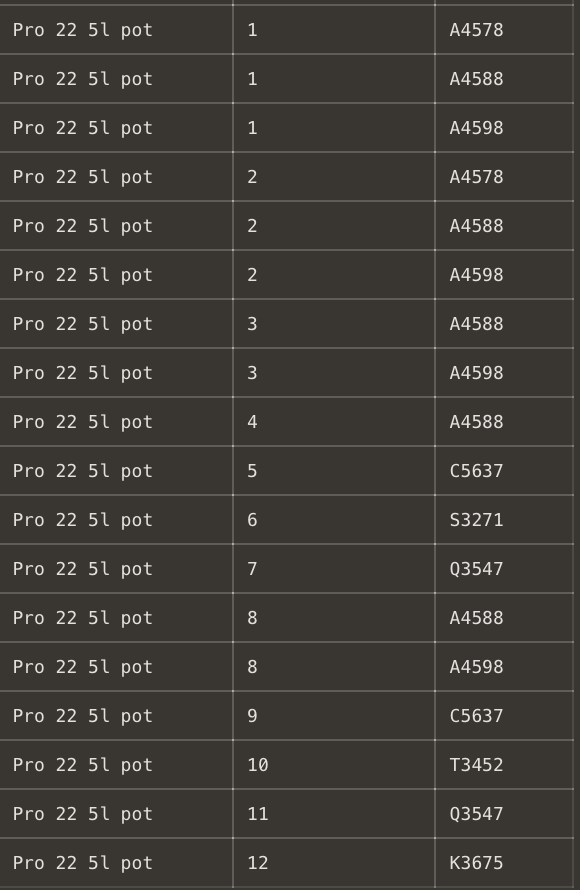 Pro 22 5l pot 1 A4578
Pro 22 5l pot 1 A4588
Pro 22 5l pot 1 A4598
Pro 22 5l pot 2 A4578
Pro 22 5l pot 2 A4588
Pro 22 5l pot 2 A4598
Pro 22 5l pot 3 A4588
Pro 22 5l pot 3 A4598
Pro 22 5l pot 4 A4588
Pro 22 5l pot 5 C5637
Pro 22 5l pot 6 S3271
Pro 22 5l pot 7 Q3547
Pro 22 5l pot 8 A4588
Pro 22 5l pot 8 A4598
Pro 22 5l pot 9 C5637
Pro 22 5l pot 10 T3452
Pro 22 5l pot 11 Q3547
Pro 22 5l pot 12 K3675